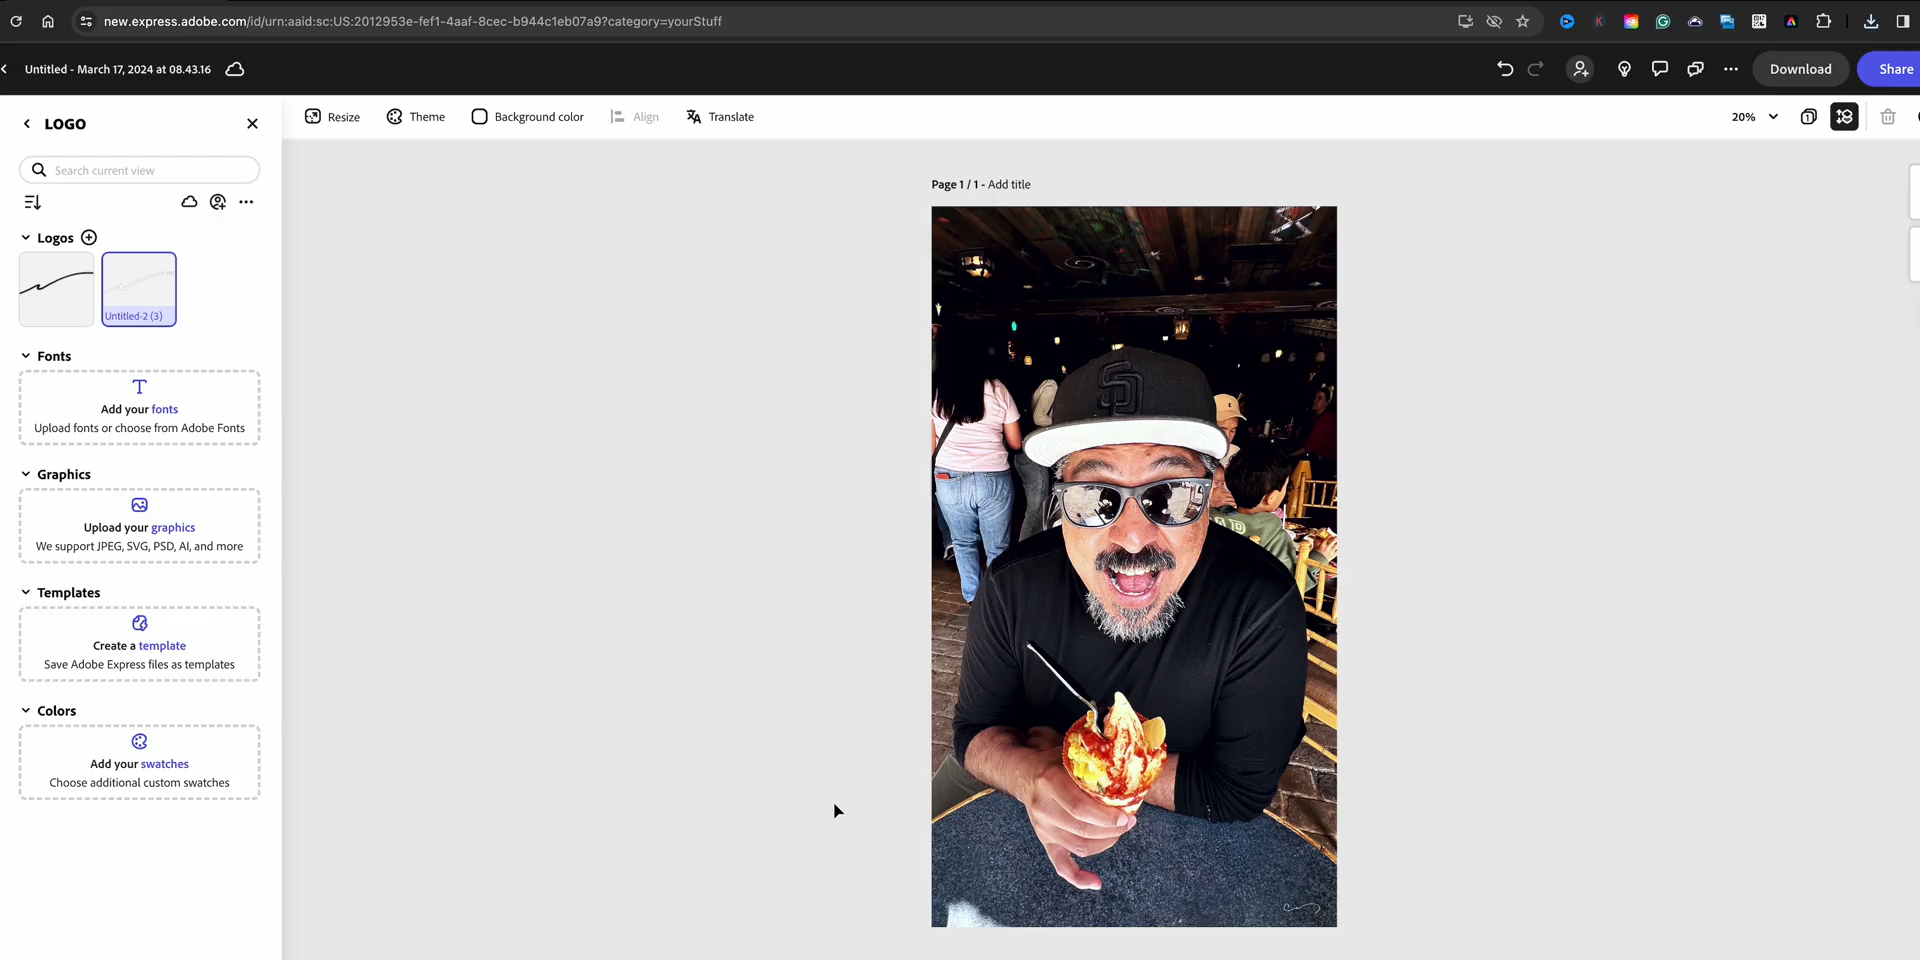 new.express.adobe.com/id/urn:aaid:sc:US:2012953e-fef1-4aaf-8cec-b944c1eb07a9?category=yourStuff
Untitled - March 17, 2024 at 08.43.16
Download
Share
LOGO
Resize
Theme
Background color
Align
Translate
20%
Search current view
Page 1 / 1 - Add title
Logos
Untitled-2 (3)
Fonts
Add your fonts
Upload fonts or choose from Adobe Fonts
Graphics
Upload your graphics
We support JPEG, SVG, PSD, AI, and more
Templates
Create a template
Save Adobe Express files as templates
Colors
Add your swatches
Choose additional custom swatches
SD